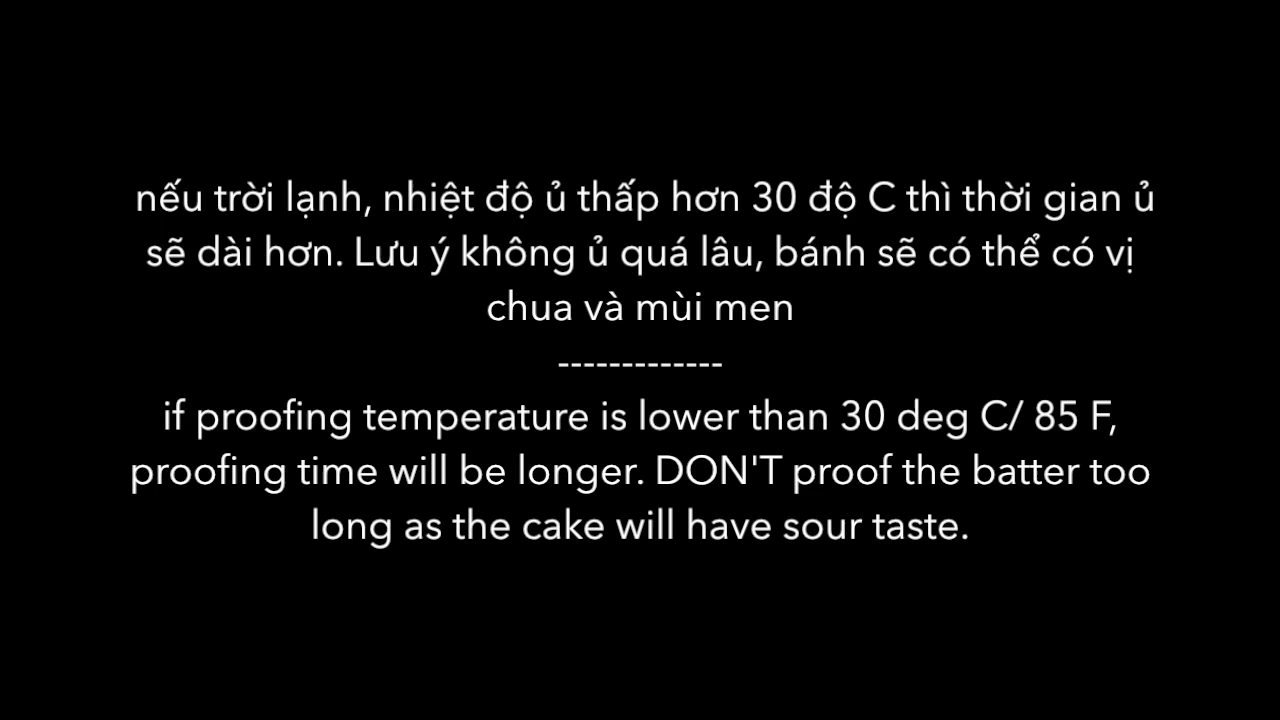 nếu trời lạnh, nhiệt độ ủ thấp hơn 30 độ C thì thời gian ủ
sẽ dài hơn. Lưu ý không ủ quá lâu, bánh sẽ có thể có vị
chua và mùi men
-------------
if proofing temperature is lower than 30 deg C/ 85 F,
proofing time will be longer. DON'T proof the batter too
long as the cake will have sour taste.